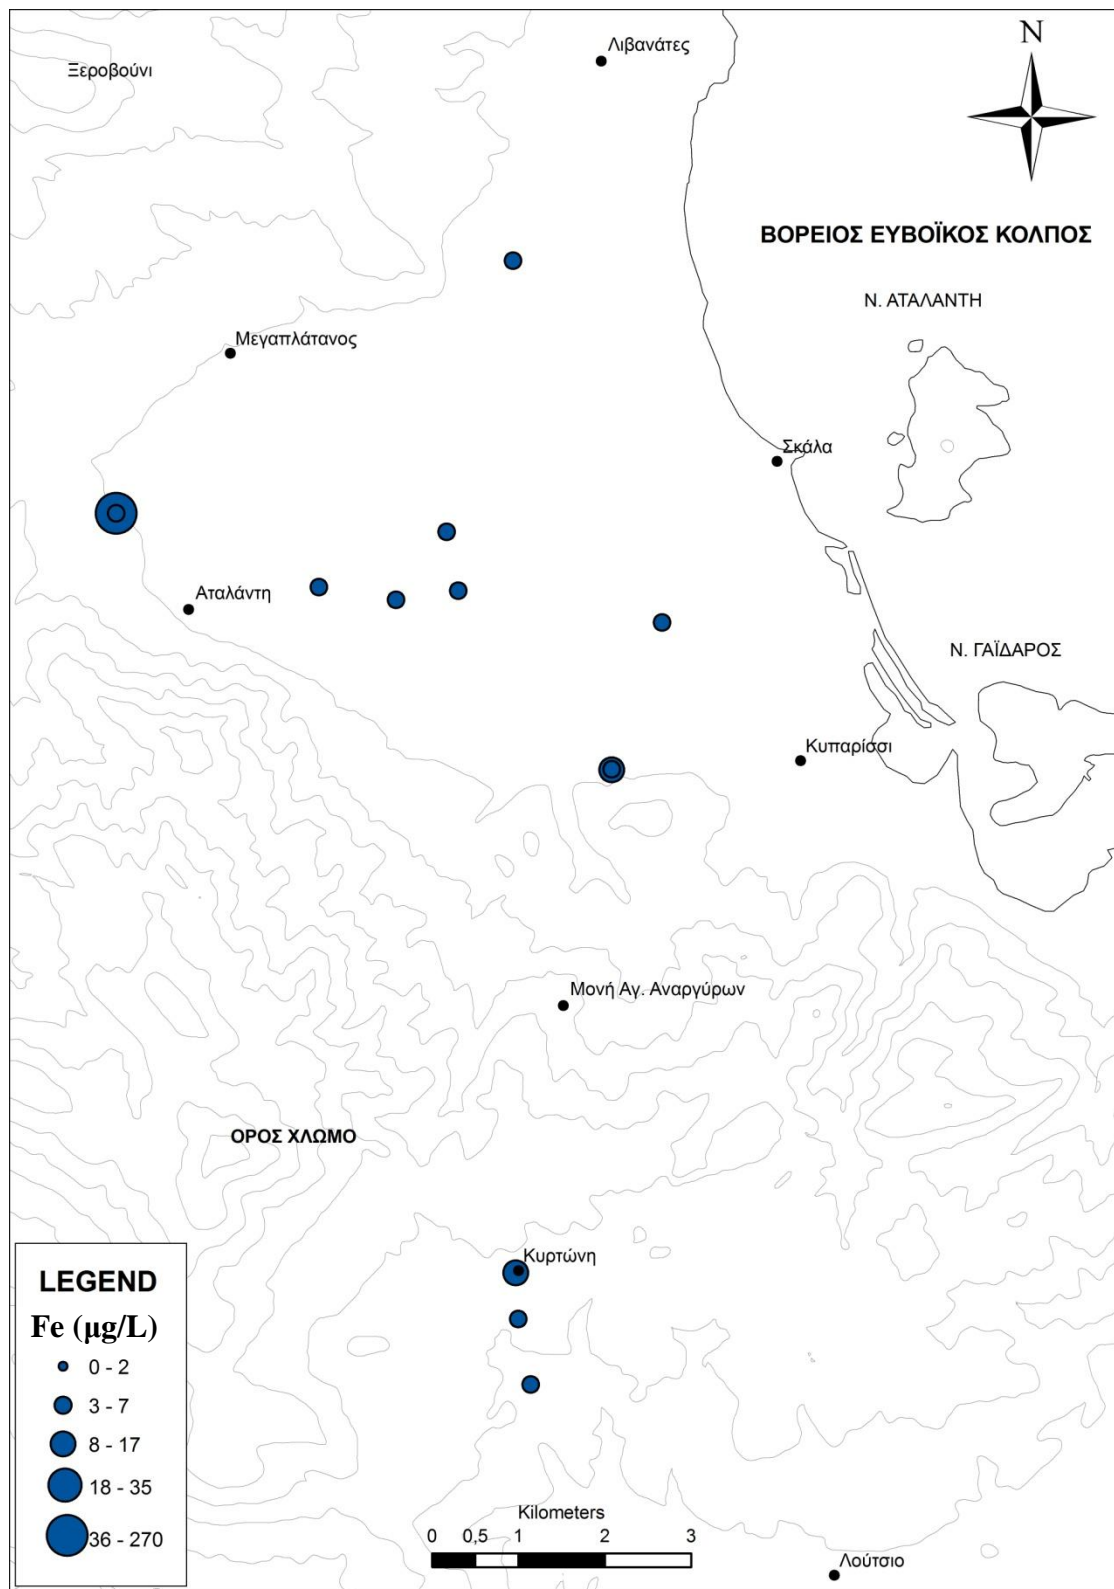 Λιβανάτες
N
Ξεροβούνι
ΒΟΡΕΙΟΣ ΕΥΒΟΪΚΟΣ ΚΟΛΠΟΣ
Ν. ΑΤΑΛΑΝΤΗ
Μεγαπλάτανος
Σκάλα
Αταλάντη
Ν. ΓΑΪΔΑΡΟΣ
Κυπαρίσσι
Μονή Αγ. Αναργύρων
ΟΡΟΣ ΧΛΩΜΟ
Κυρτώνη
LEGEND
Fe (μg/L)
0 - 2
3 - 7
8 - 17
18 - 35
36 - 270
Kilometers
0 0,5 1 2 3
Λούτσιο